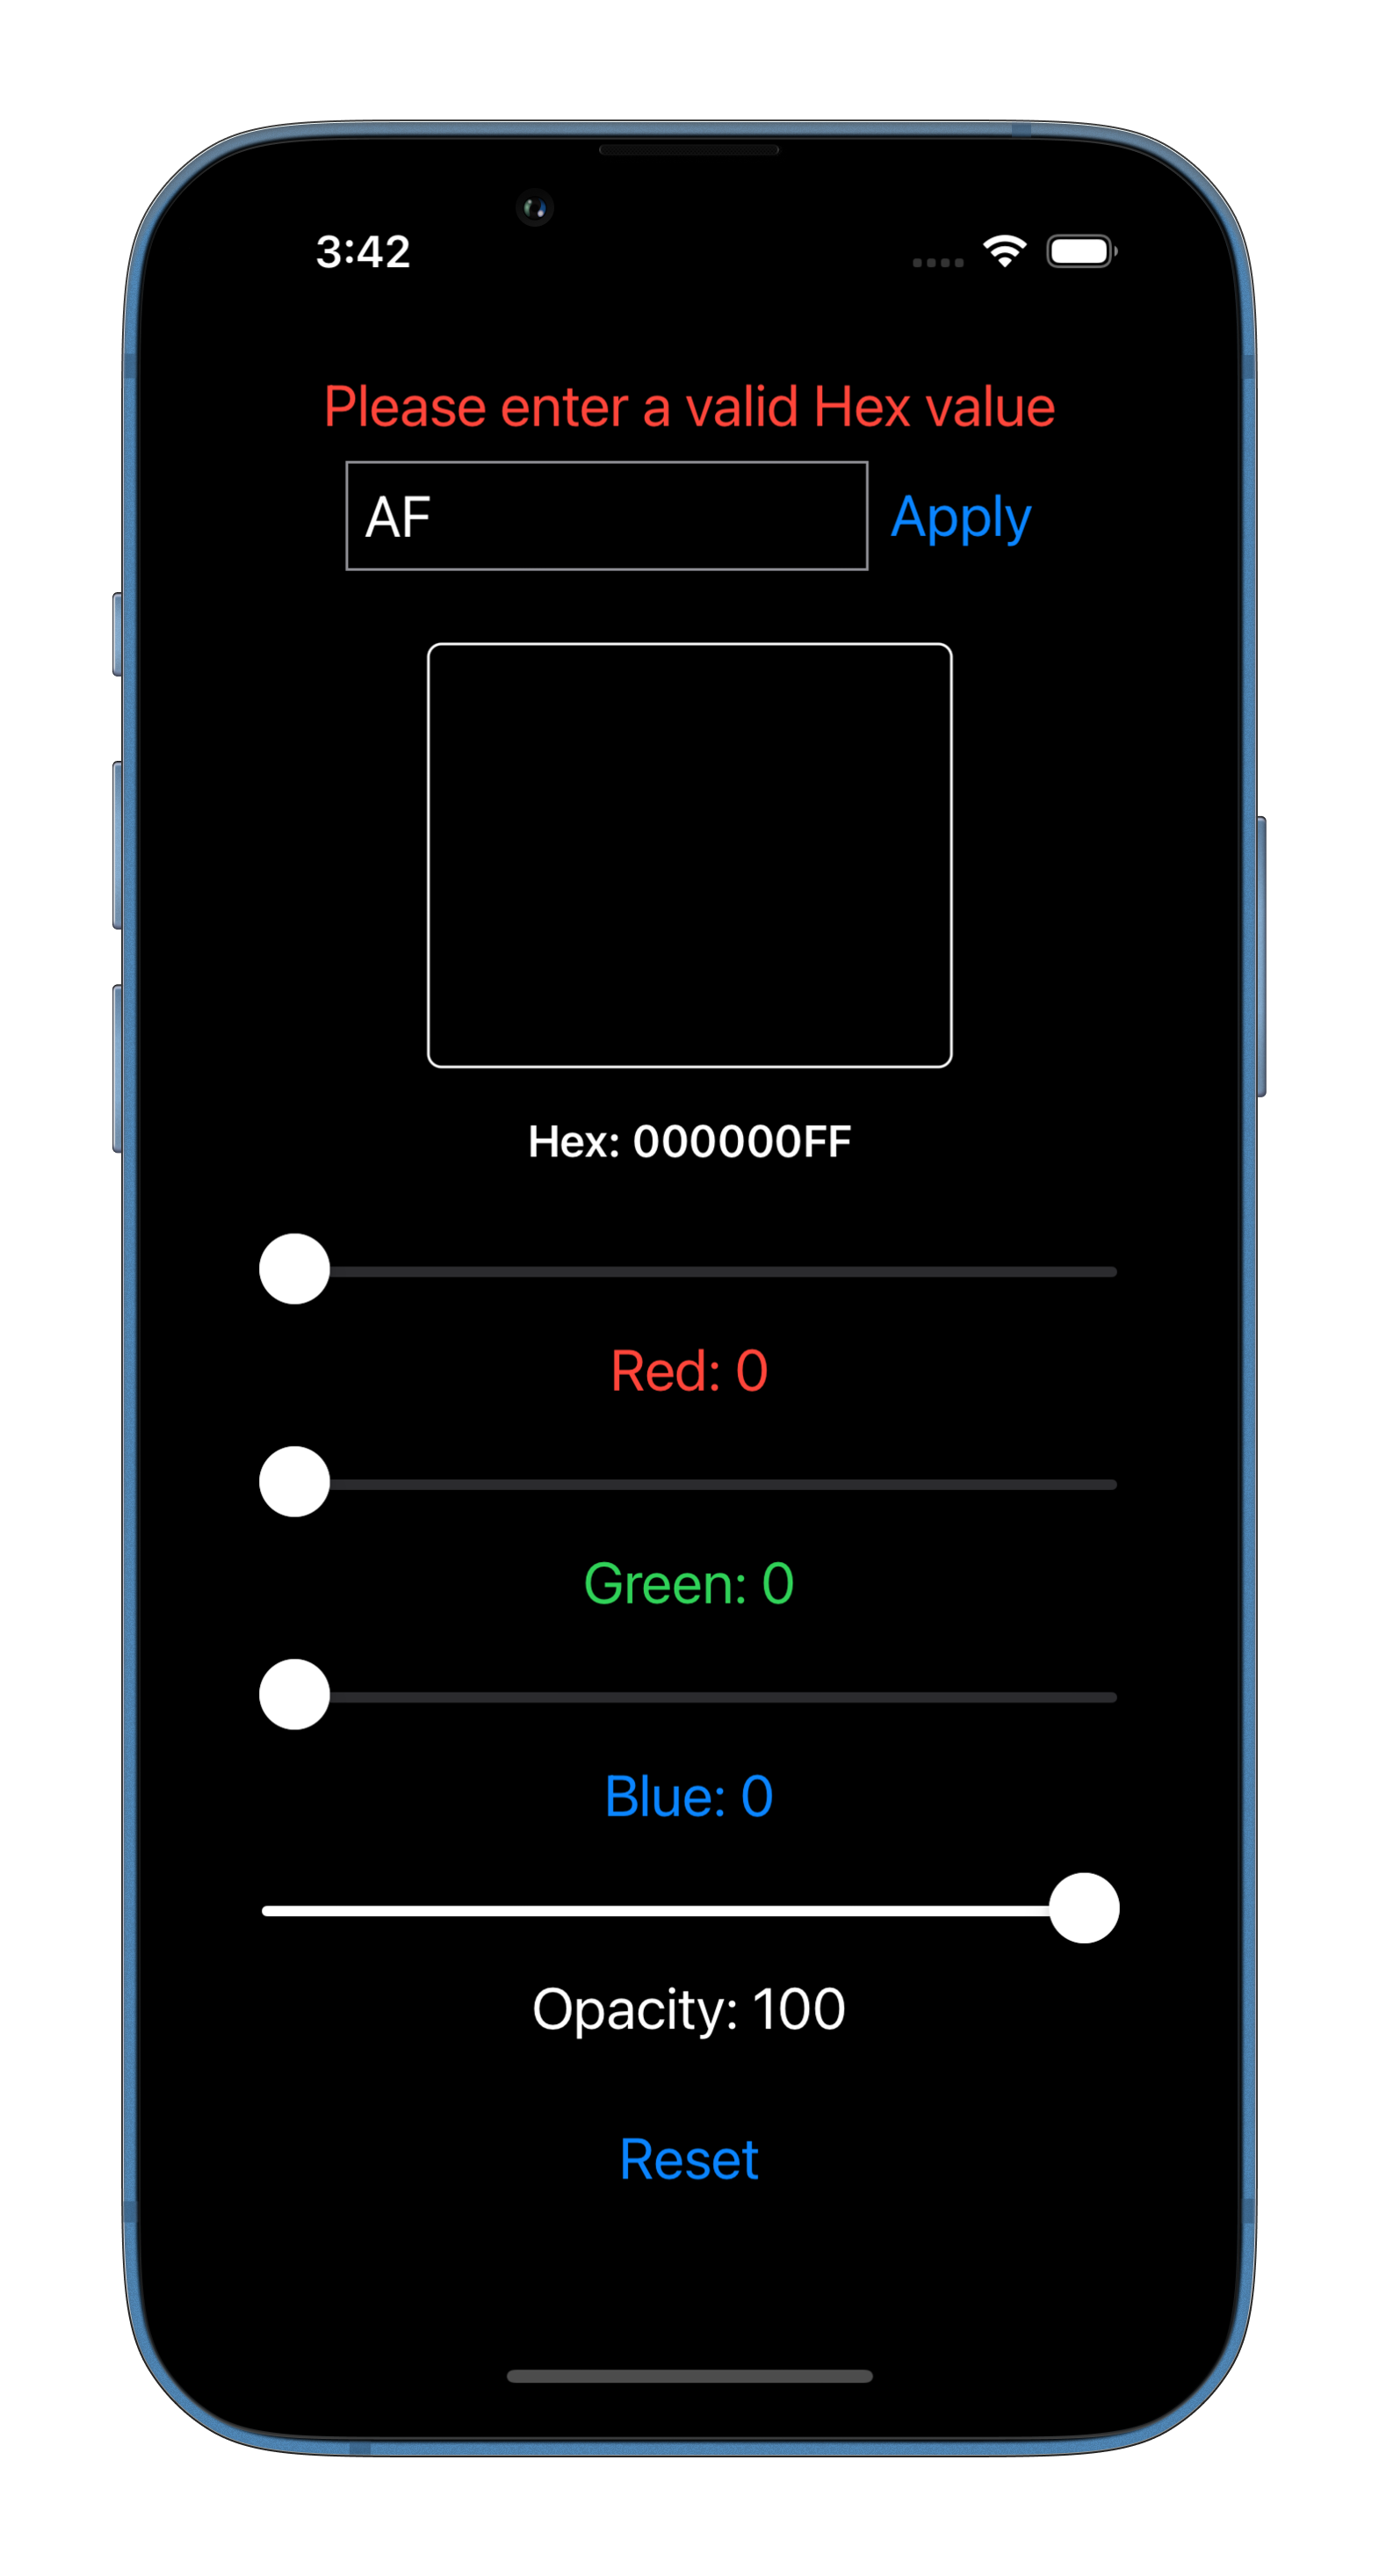 3:42
Please enter a valid Hex value
AF Apply
Hex: 000000FF
Red: 0
Green: 0
Blue: 0
Opacity: 100
Reset